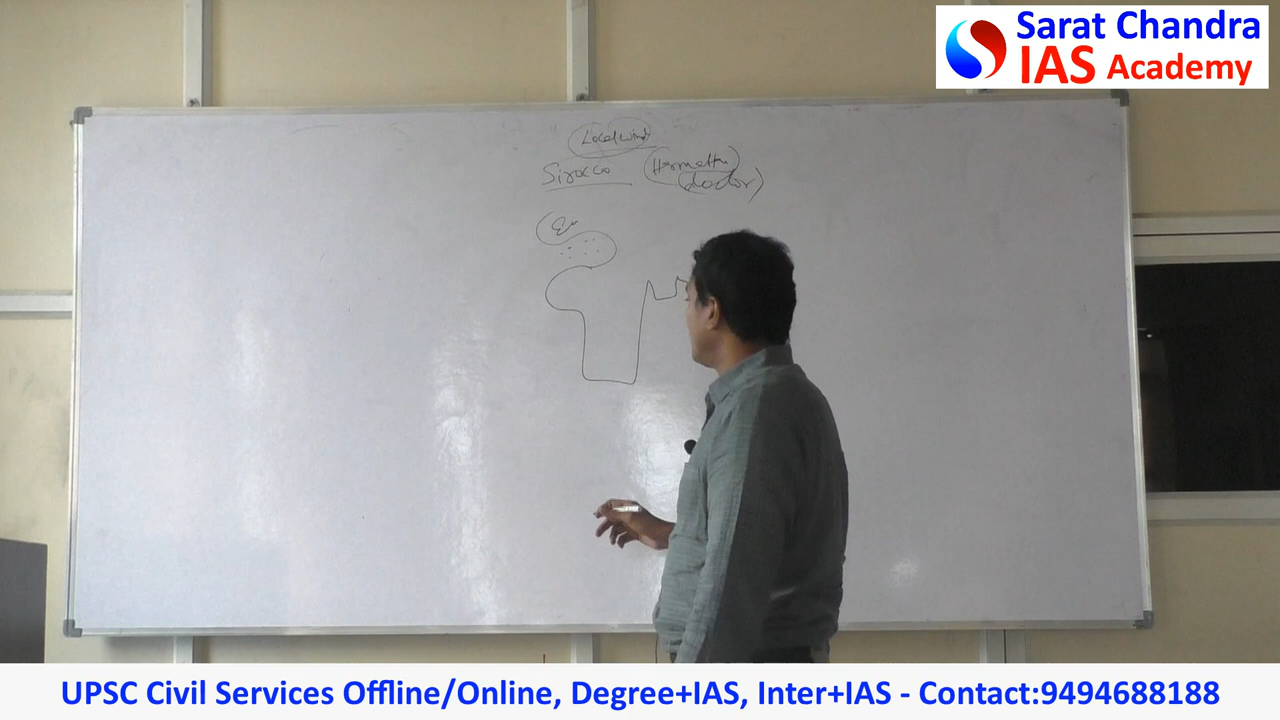 Sarat Chandra
IAS Academy
Local wind
Sirocco
Harmattn
(doctor)
UPSC Civil Services Offline/Online, Degree+IAS, Inter+IAS - Contact:9494688188